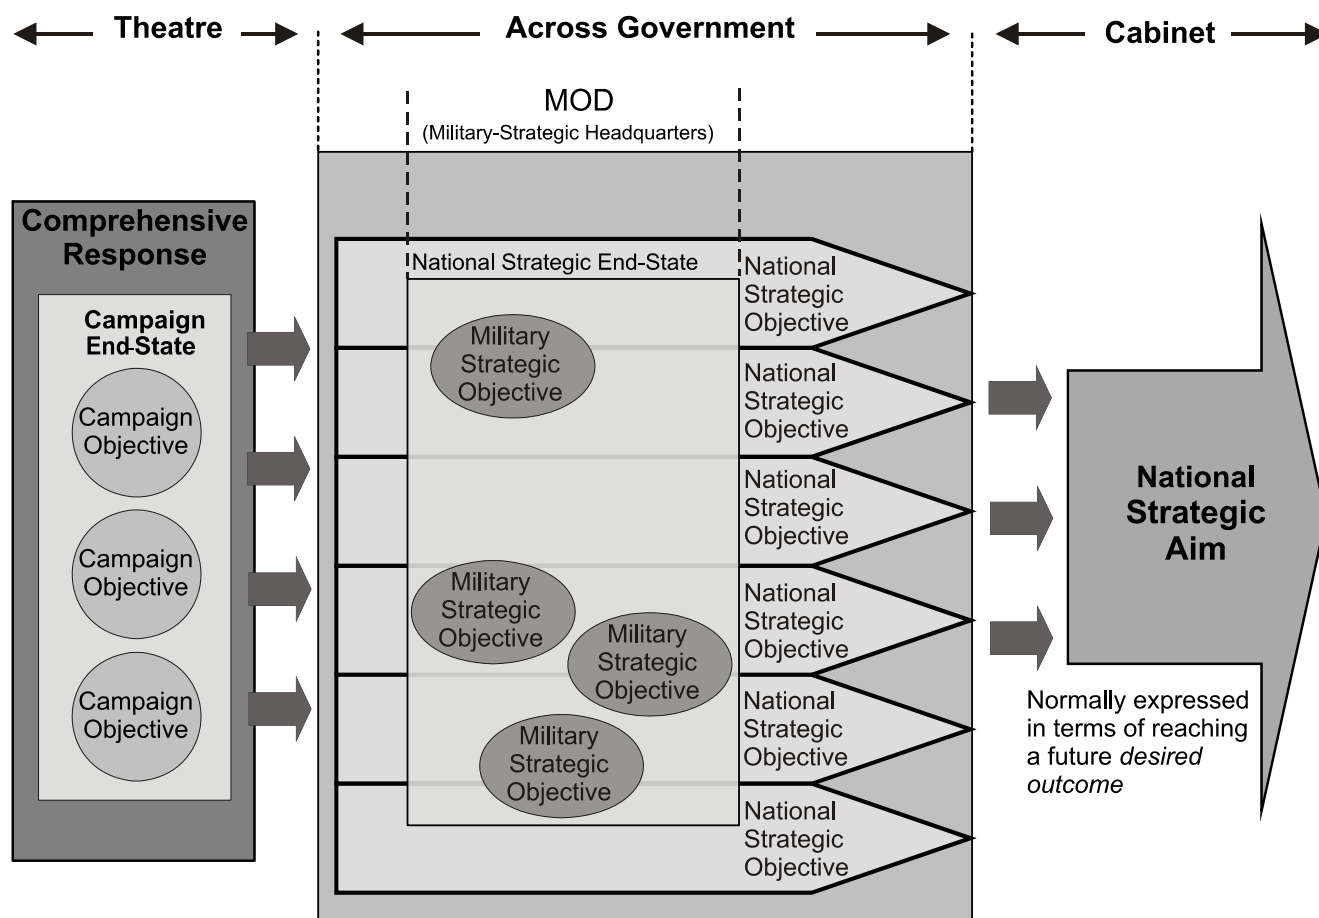 Theatre
Across Government
Cabinet
MOD
(Military-Strategic Headquarters)
Comprehensive
Response
Campaign
End-State
Campaign
Objective
Campaign
Objective
Campaign
Objective
National Strategic End-State
Military
Strategic
Objective
Military
Strategic
Objective
Military
Strategic
Objective
Military
Strategic
Objective
National
Strategic
Objective
National
Strategic
Objective
National
Strategic
Objective
National
Strategic
Objective
National
Strategic
Objective
National
Strategic
Objective
National
Strategic
Aim
Normally expressed
in terms of reaching
a future desired
outcome